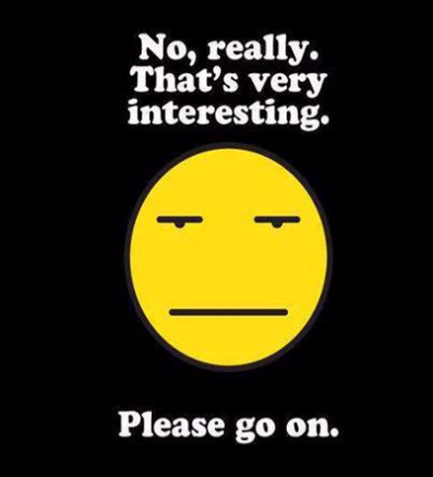 No, really.
That's very
interesting.
Please go on.